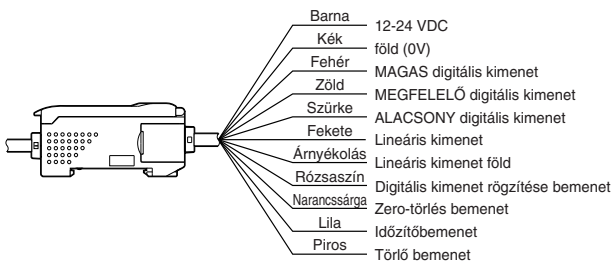 Barna 12-24 VDC
Kék föld (0V)
Fehér MAGAS digitális kimenet
Zöld MEGFELELŐ digitális kimenet
Szürke ALACSONY digitális kimenet
Fekete Lineáris kimenet
Árnyékolás Lineáris kimenet föld
Rózsaszín Digitális kimenet rögzítése bemenet
Narancssárga Zero-törlés bemenet
Lila Időzítőbemenet
Piros Törlő bemenet